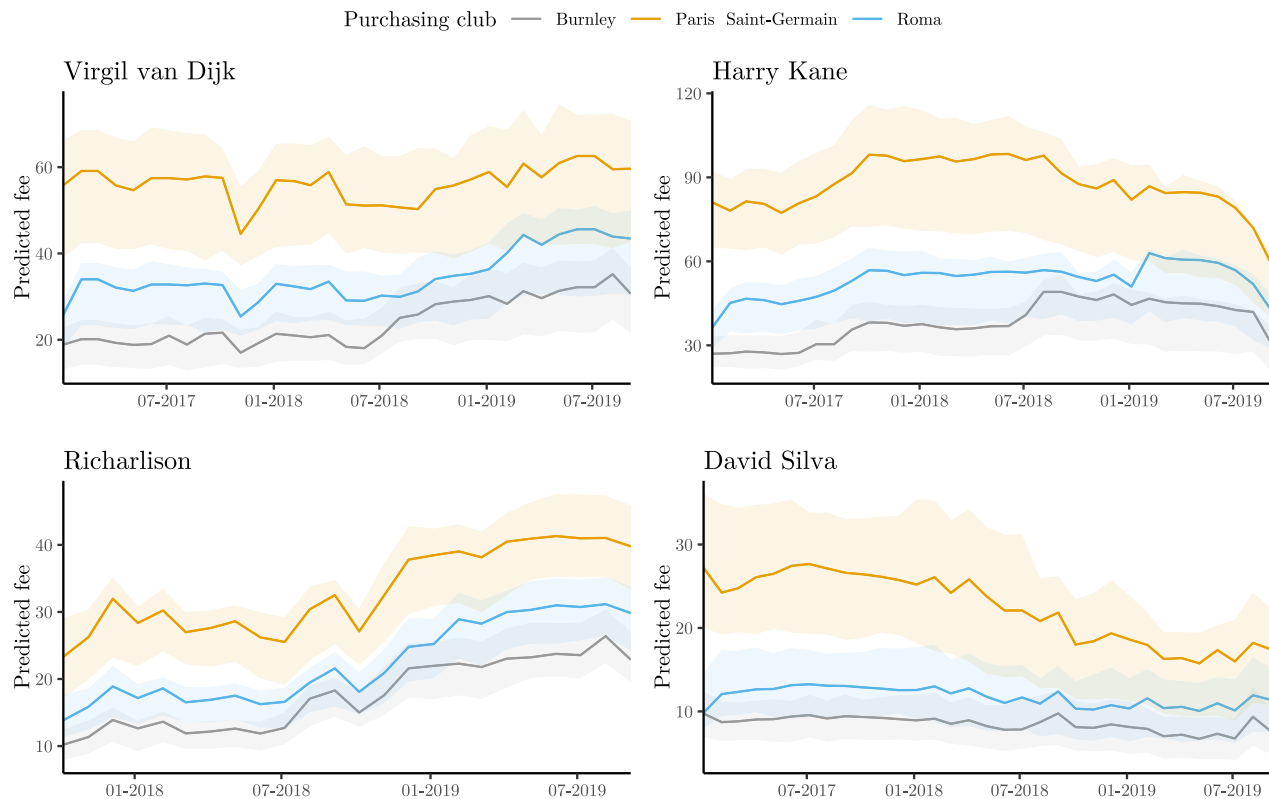 Purchasing club Burnley Paris Saint-Germain Roma
Virgil van Dijk
Predicted fee
60
40
20
07-2017 01-2018 07-2018 01-2019 07-2019
Harry Kane
Predicted fee
120
90
60
30
07-2017 01-2018 07-2018 01-2019 07-2019
Richarlison
Predicted fee
40
30
20
10
01-2018 07-2018 01-2019 07-2019
David Silva
Predicted fee
30
20
10
07-2017 01-2018 07-2018 01-2019 07-2019